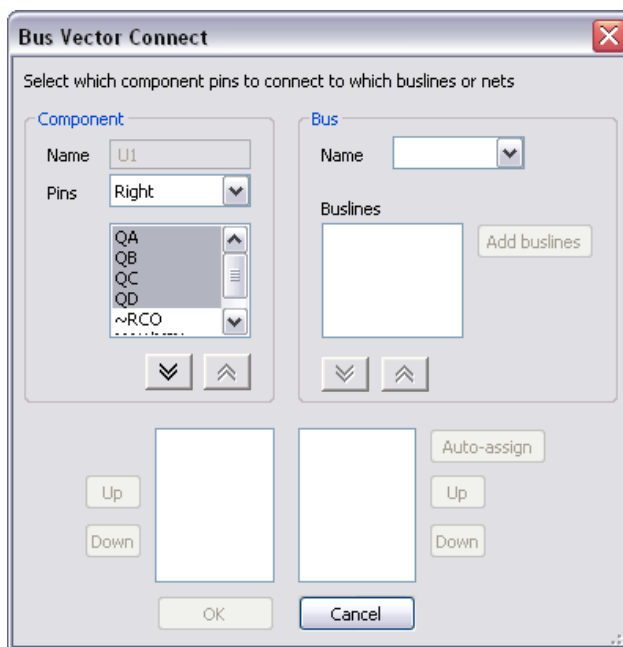 Bus Vector Connect
Select which component pins to connect to which buslines or nets
Component
Name U1
Pins Right
QA
QB
QC
QD
~RCO
Bus
Name
Buslines
Add buslines
Auto-assign
Up
Up
Down
Down
OK
Cancel